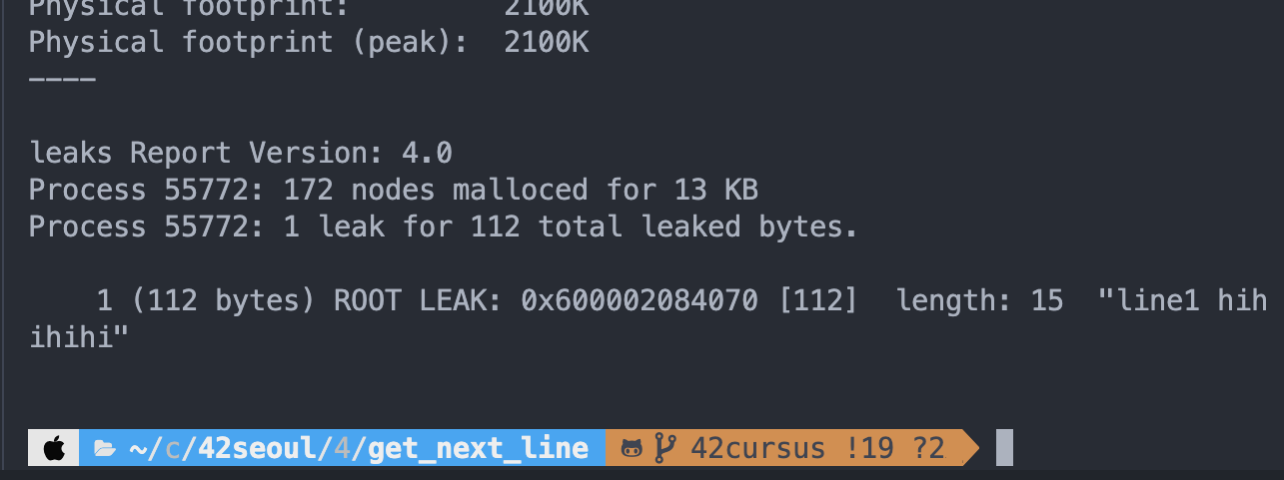 Physical footprint:         2100K
Physical footprint (peak):  2100K
----
leaks Report Version: 4.0
Process 55772: 172 nodes malloced for 13 KB
Process 55772: 1 leak for 112 total leaked bytes.
    1 (112 bytes) ROOT LEAK: 0x600002084070 [112]  length: 15  "line1 hih
ihihi"
~/c/42seoul/4/get_next_line 42cursus !19 ?2